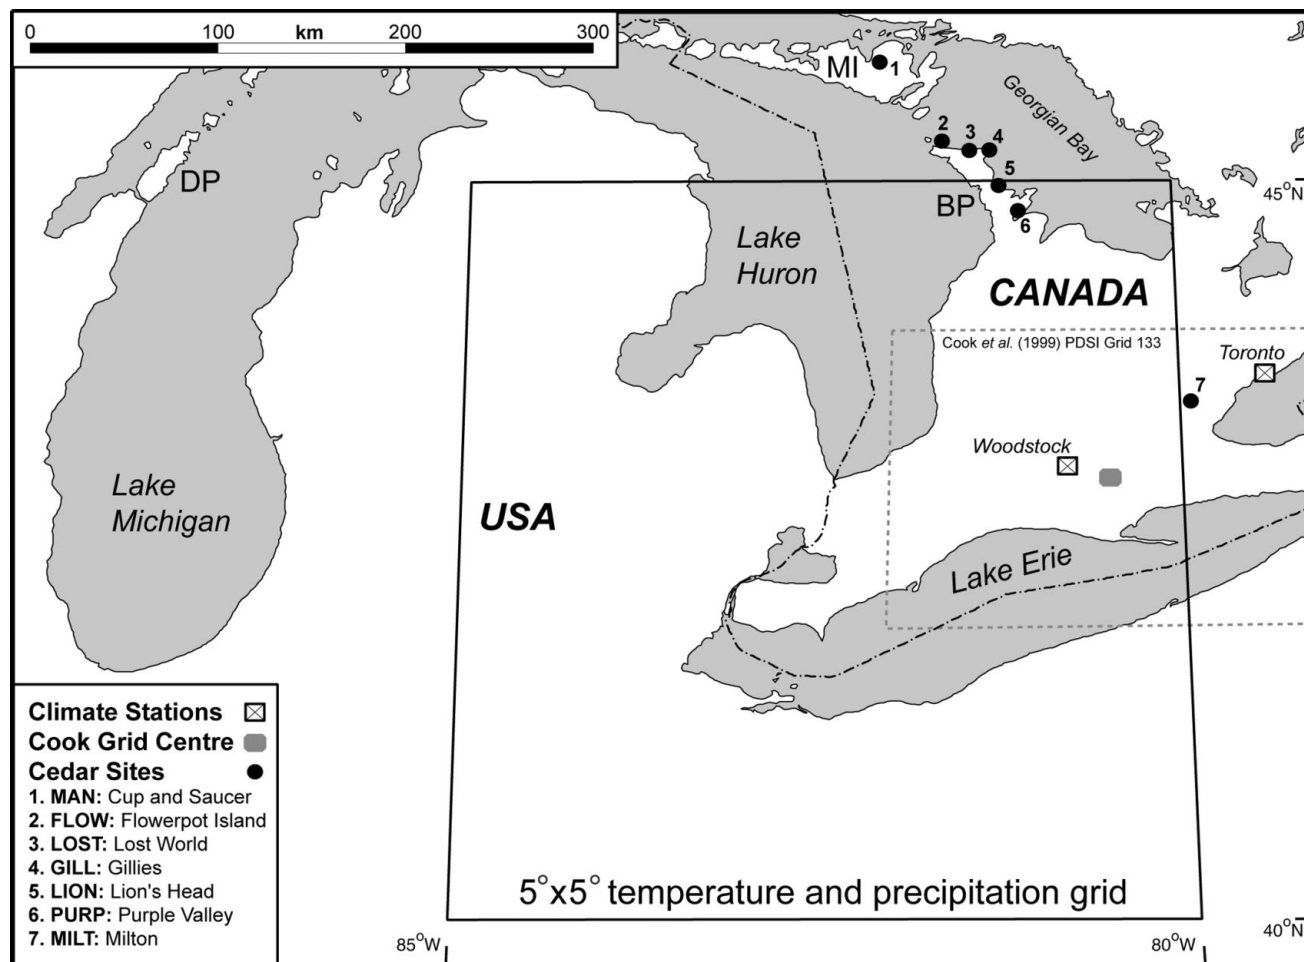 0 100 km 200 300
MI
1
Georgian Bay
2 3 4
5
DP
BP
6
45°N
Lake
Huron
CANADA
Cook et al. (1999) PDSI Grid 133
Toronto
7
Woodstock
Lake
Michigan
USA
Lake Erie
Climate Stations
Cook Grid Centre
Cedar Sites
1. MAN: Cup and Saucer
2. FLOW: Flowerpot Island
3. LOST: Lost World
4. GILL: Gillies
5. LION: Lion's Head
6. PURP: Purple Valley
7. MILT: Milton
5°x5° temperature and precipitation grid
85°W
80°W
40°N